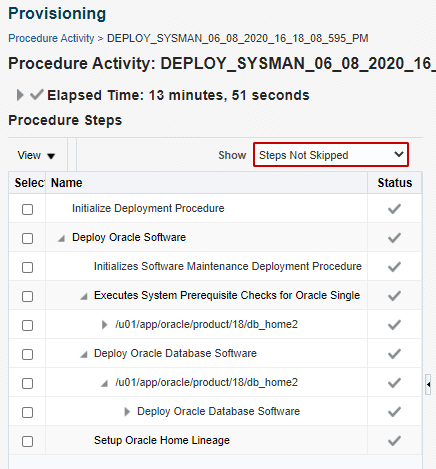 Provisioning
Procedure Activity > DEPLOY_SYSMAN_06_08_2020_16_18_08_595_PM
Procedure Activity: DEPLOY_SYSMAN_06_08_2020_16_
Elapsed Time: 13 minutes, 51 seconds
Procedure Steps
View Show Steps Not Skipped
Selec Name Status
Initialize Deployment Procedure
Deploy Oracle Software
Initializes Software Maintenance Deployment Procedure
Executes System Prerequisite Checks for Oracle Single
/u01/app/oracle/product/18/db_home2
Deploy Oracle Database Software
/u01/app/oracle/product/18/db_home2
Deploy Oracle Database Software
Setup Oracle Home Lineage